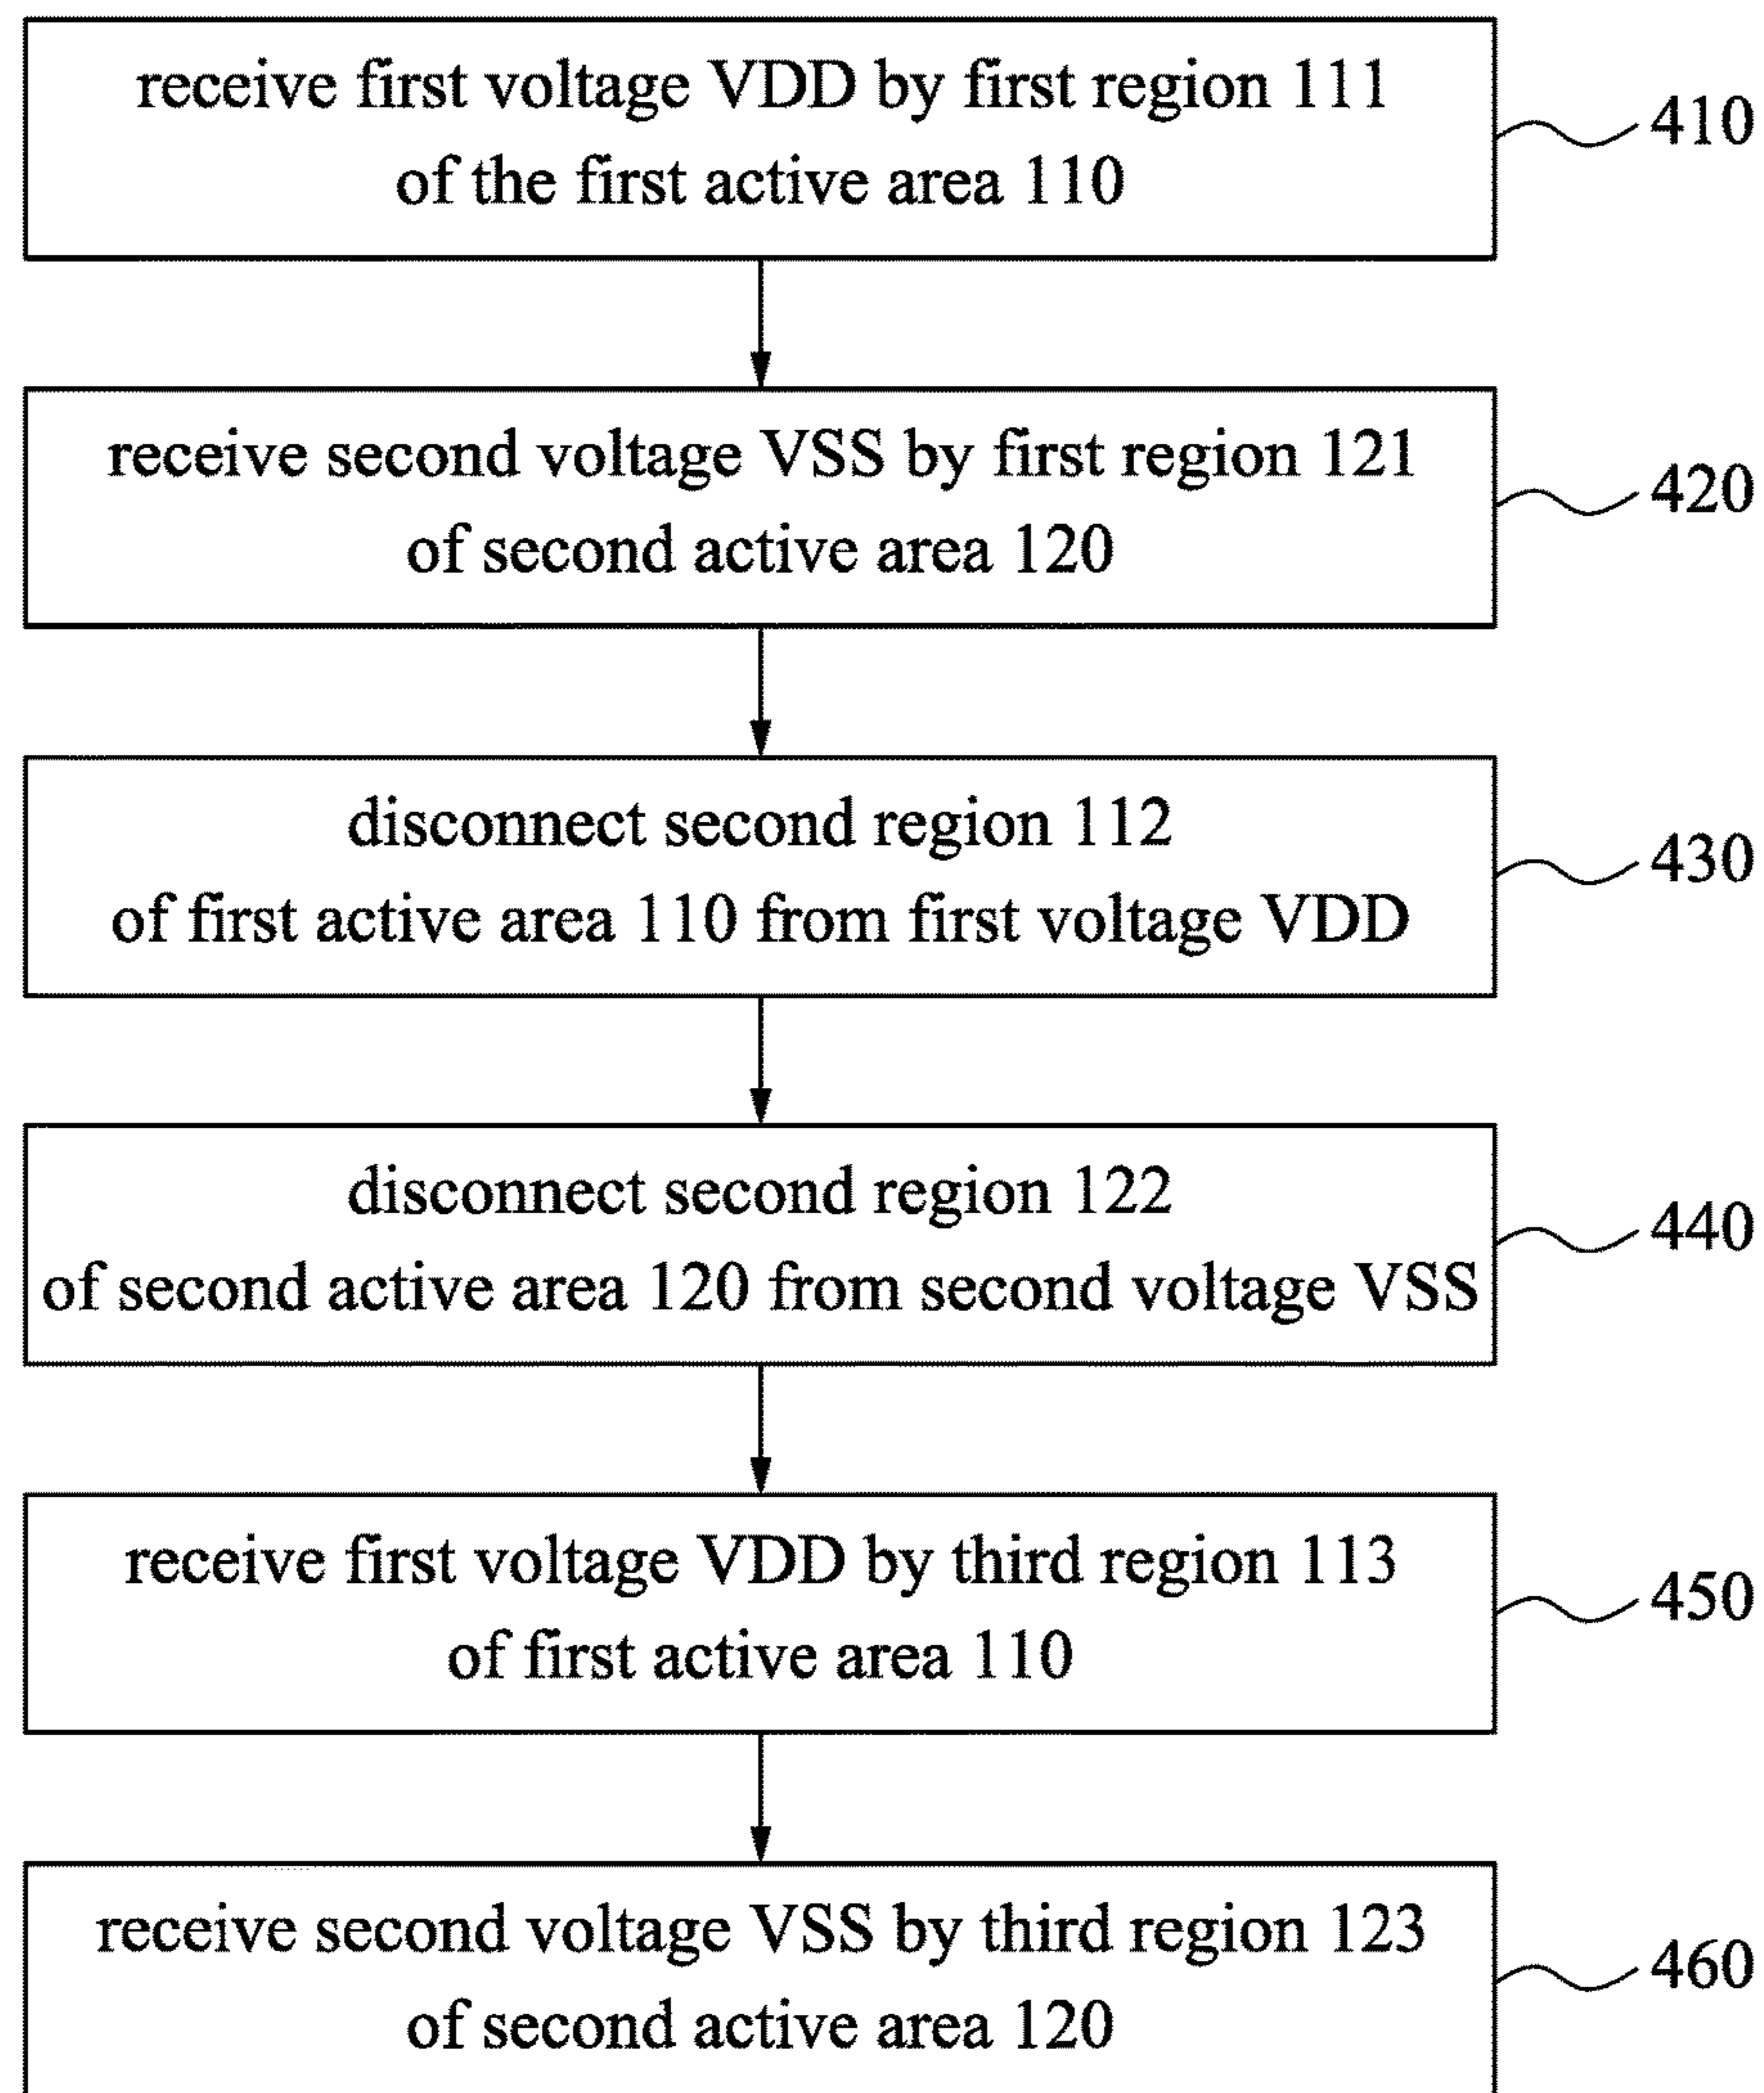 receive first voltage VDD by first region 111
of the first active area 110
410
receive second voltage VSS by first region 121
of second active area 120
420
disconnect second region 112
of first active area 110 from first voltage VDD
430
disconnect second region 122
of second active area 120 from second voltage VSS
440
receive first voltage VDD by third region 113
of first active area 110
450
receive second voltage VSS by third region 123
of second active area 120
460